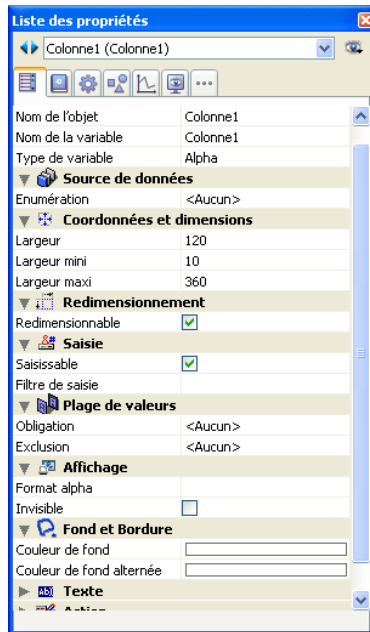 Liste des propriétés
Colonne1 (Colonne1)
Nom de l'objet Colonne1
Nom de la variable Colonne1
Type de variable Alpha
Source de données
Enumération <Aucun>
Coordonnées et dimensions
Largeur 120
Largeur mini 10
Largeur maxi 360
Redimensionnement
Redimensionnable
Saisie
Saisissable
Filtre de saisie
Plage de valeurs
Obligation <Aucun>
Exclusion <Aucun>
Affichage
Format alpha
Invisible
Fond et Bordure
Couleur de fond
Couleur de fond alternée
Texte